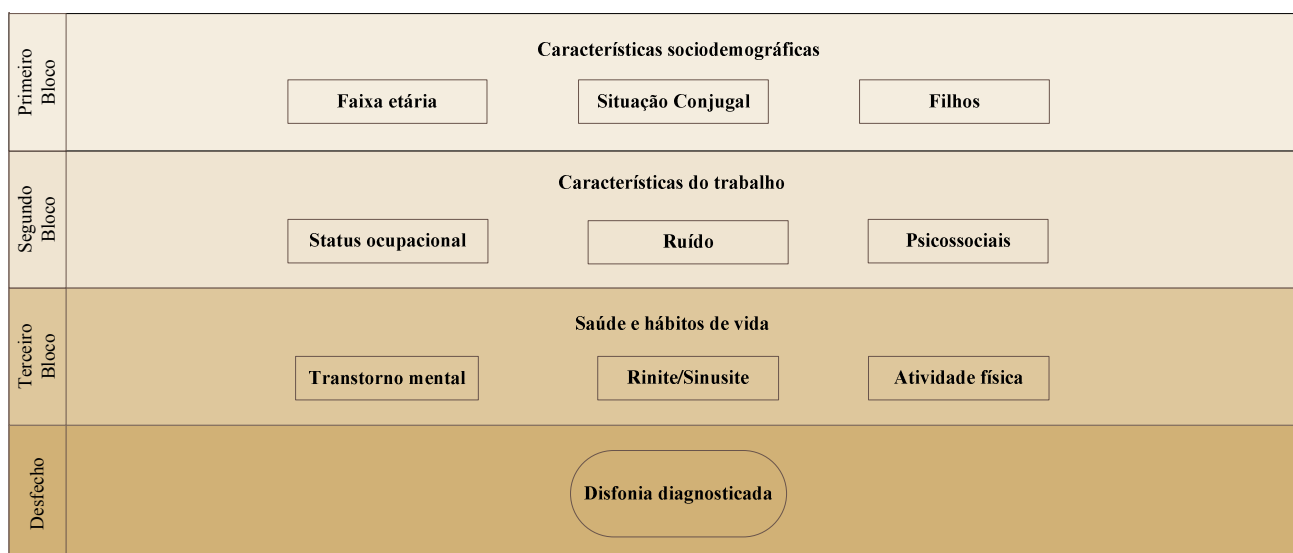 Primeiro
Bloco
Características sociodemográficas
Faixa etária
Situação Conjugal
Filhos
Segundo
Bloco
Características do trabalho
Status ocupacional
Ruído
Psicossociais
Terceiro
Bloco
Saúde e hábitos de vida
Transtorno mental
Rinite/Sinusite
Atividade física
Desfecho
Disfonia diagnosticada